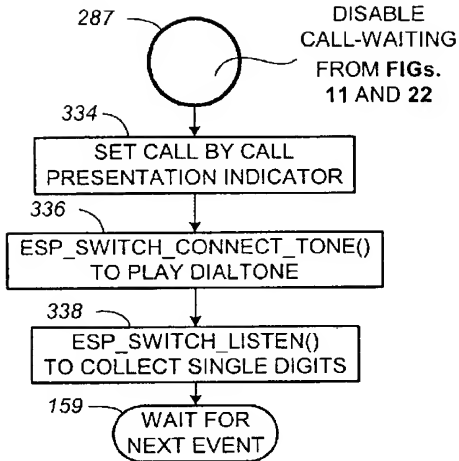 287
DISABLE
CALL-WAITING
FROM FIGs.
11 AND 22
334
SET CALL BY CALL
PRESENTATION INDICATOR
336
ESP_SWITCH_CONNECT_TONE()
TO PLAY DIALTONE
338
ESP_SWITCH_LISTEN()
TO COLLECT SINGLE DIGITS
159
WAIT FOR
NEXT EVENT